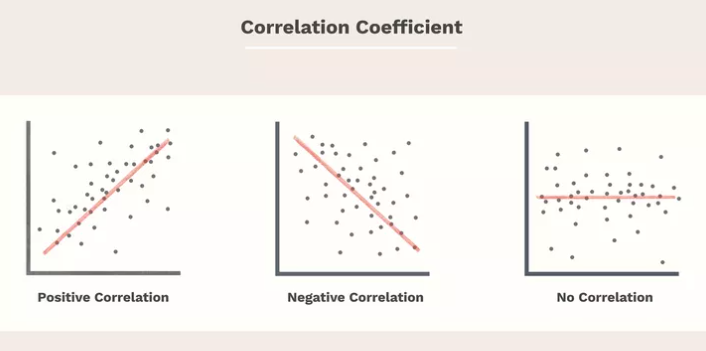 Correlation Coefficient
Positive Correlation
Negative Correlation
No Correlation